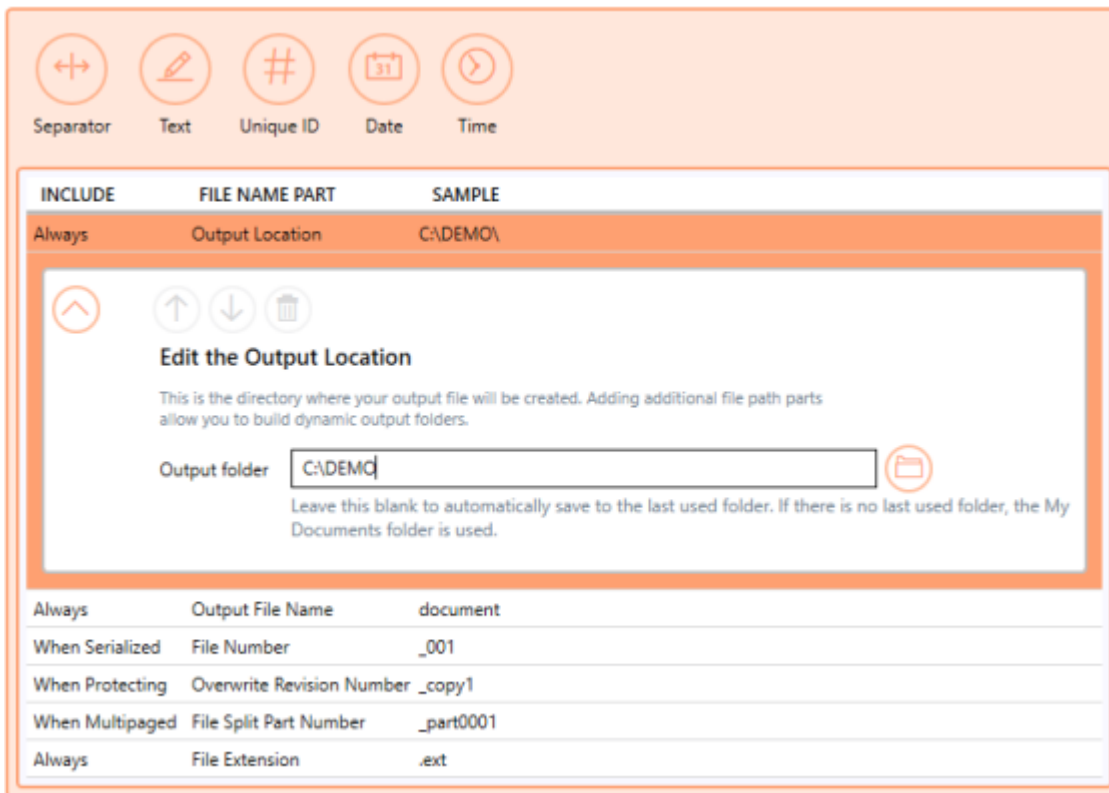 31
Separator Text Unique ID Date Time
INCLUDE FILE NAME PART SAMPLE
Always Output Location C:\DEMO\
Edit the Output Location
This is the directory where your output file will be created. Adding additional file path parts
allow you to build dynamic output folders.
Output folder C:\DEMO
Leave this blank to automatically save to the last used folder. If there is no last used folder, the My
Documents folder is used.
Always Output File Name document
When Serialized File Number _001
When Protecting Overwrite Revision Number _copy1
When Multipaged File Split Part Number _part0001
Always File Extension .ext